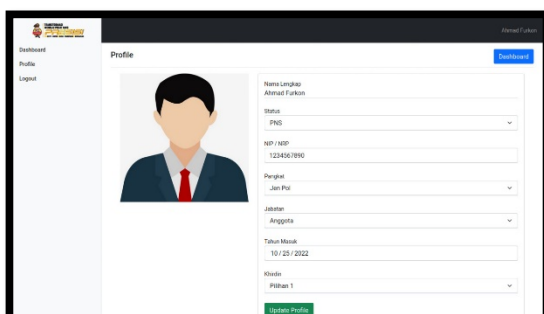 Ahmad Furkon
Dashboard
Profile
Logout
Profile
Dashboard
Nama Lengkap
Ahmad Furkon
Status
PNS
NIP / NRP
1234567890
Pangkat
Jen Pol
Jabatan
Anggota
Tahun Masuk
10 / 25 / 2022
Pilihan 1
Update Profile